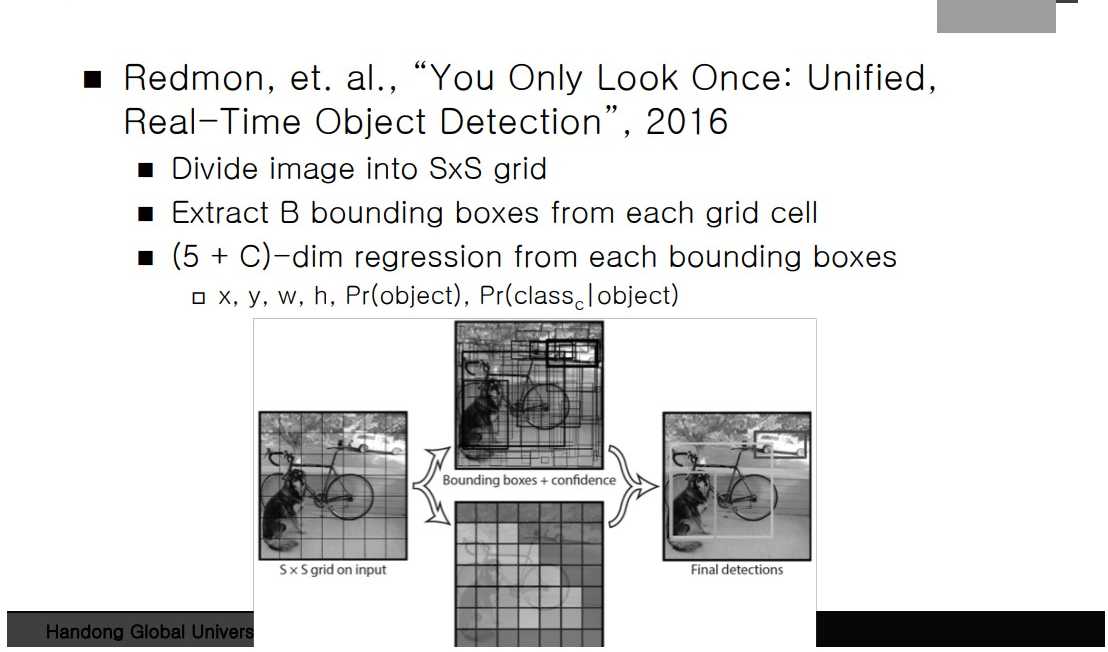 ■ Redmon, et. al., “You Only Look Once: Unified,
Real-Time Object Detection”, 2016
■ Divide image into SxS grid
■ Extract B bounding boxes from each grid cell
■ (5 + C)-dim regression from each bounding boxes
□ x, y, w, h, Pr(object), Pr(class_c|object)
Bounding boxes + confidence
S x S grid on input
Final detections
Handong Global Univers